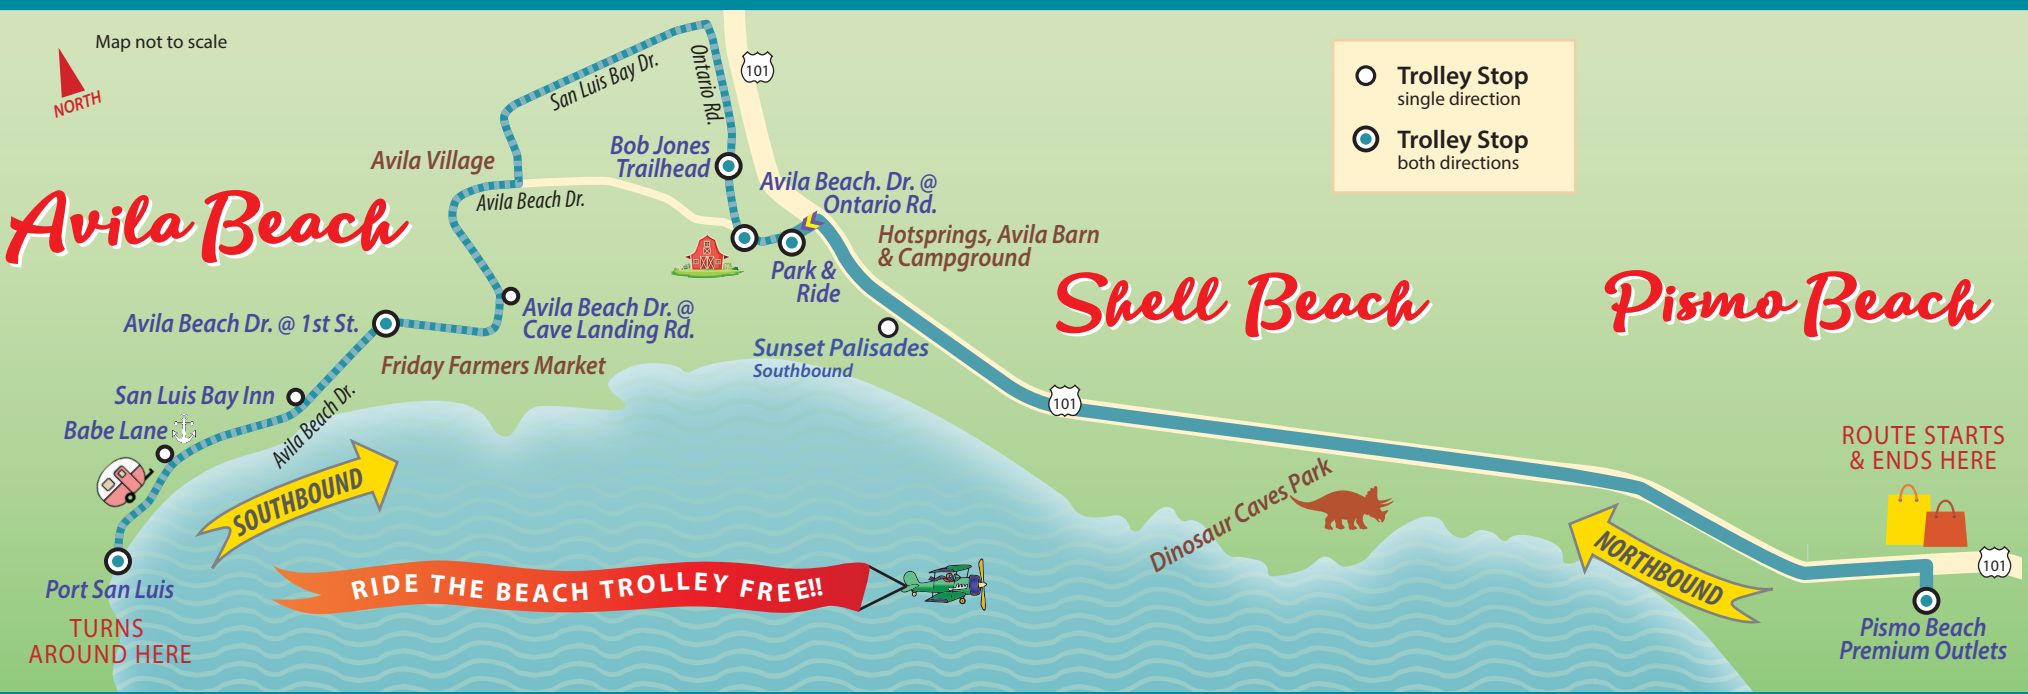 Map not to scale
NORTH
San Luis Bay Dr.
Ontario Rd.
101
Trolley Stop
single direction
Trolley Stop
both directions
Avila Village
Bob Jones
Trailhead
Avila Beach. Dr. @
Ontario Rd.
Avila Beach Dr.
Avila Beach
Hotsprings, Avila Barn
& Campground
Park &
Ride
Shell Beach
Pismo Beach
Avila Beach Dr. @ 1st St.
Avila Beach Dr. @
Cave Landing Rd.
Sunset Palisades
Southbound
Friday Farmers Market
San Luis Bay Inn
Babe Lane
Avila Beach Dr.
101
ROUTE STARTS
& ENDS HERE
SOUTHBOUND
Dinosaur Caves Park
NORTHBOUND
101
RIDE THE BEACH TROLLEY FREE!!
Port San Luis
TURNS
AROUND HERE
Pismo Beach
Premium Outlets